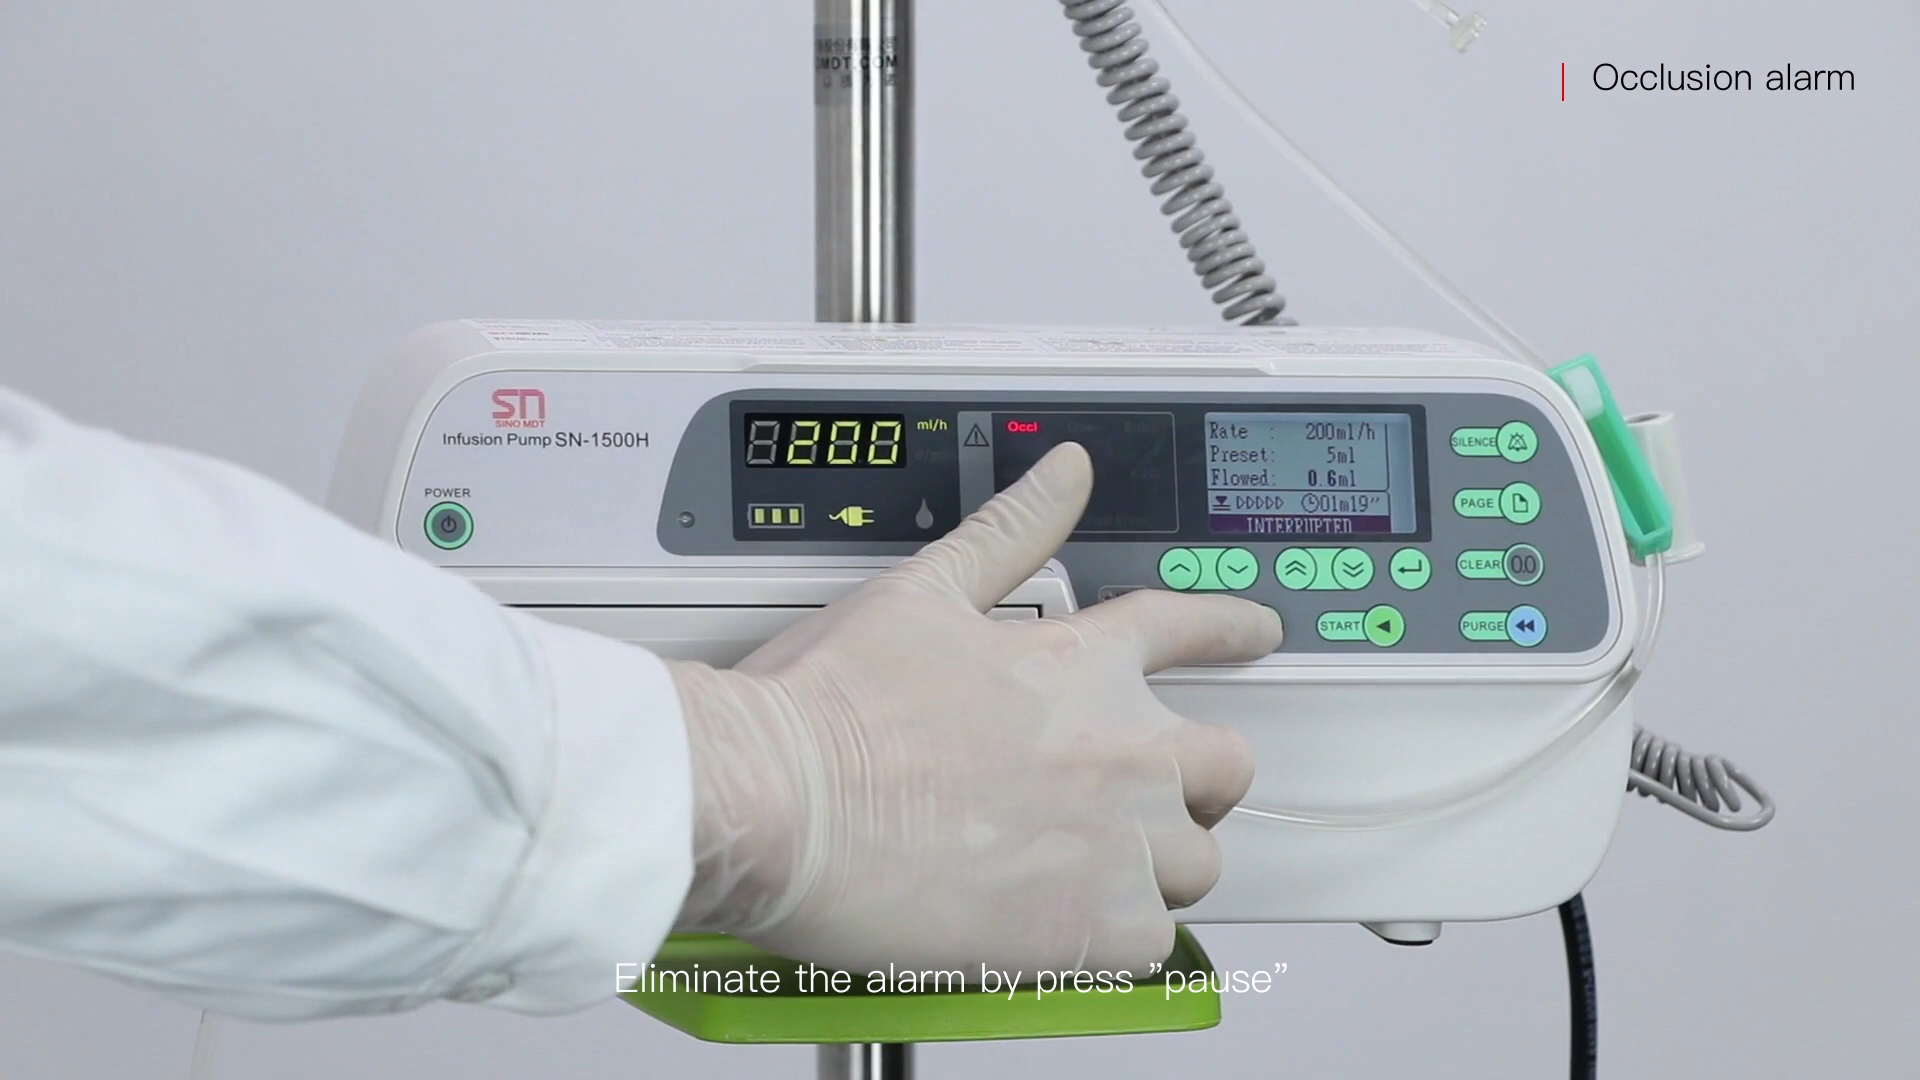 Occlusion alarm
SN
SINO MDT
Infusion Pump SN-1500H
POWER
200
ml/h
Occl
Rate : 200ml/h
Preset: 5ml
Flowed: 0.6ml
01m19"
INTERRUPTED
SILENCE
PAGE
CLEAR 0.0
START
PURGE
Eliminate the alarm by press ”pause”